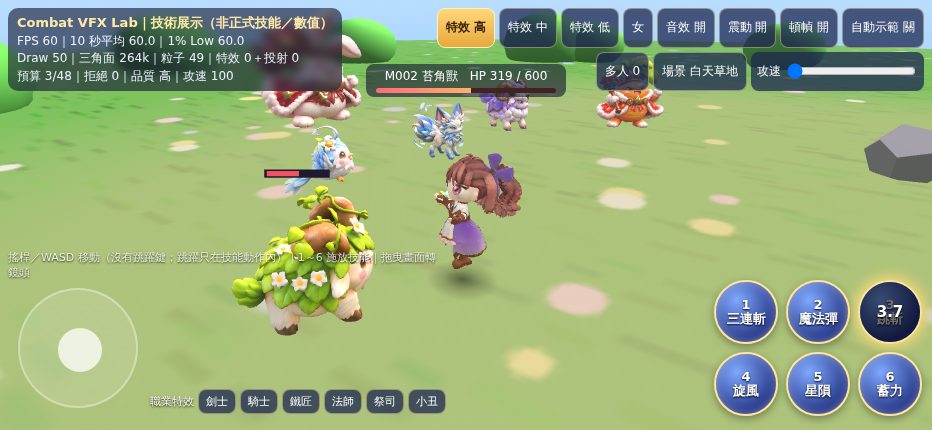 Combat VFX Lab｜技術展示（非正式技能／數值）
FPS 60｜10 秒平均 60.0｜1% Low 60.0
Draw 50｜三角面 264k｜粒子 49｜特效 0＋投射 0
預算 3/48｜拒絕 0｜品質 高｜攻速 100
特效 高
特效 中
特效 低
女
音效 開
震動 開
頓幀 開
自動示範 關
多人 0
場景 白天草地
攻速
M002 苔角獸 HP 319 / 600
搖桿／WASD 移動（沒有跳躍鍵；跳躍只在技能動作內）｜1～6 施放技能｜拖曳畫面轉
鏡頭
1
三連斬
2
魔法彈
3
3.7
跳斬
4
旋風
5
星隕
6
蓄力
職業特效
劍士
騎士
鐵匠
法師
祭司
小丑